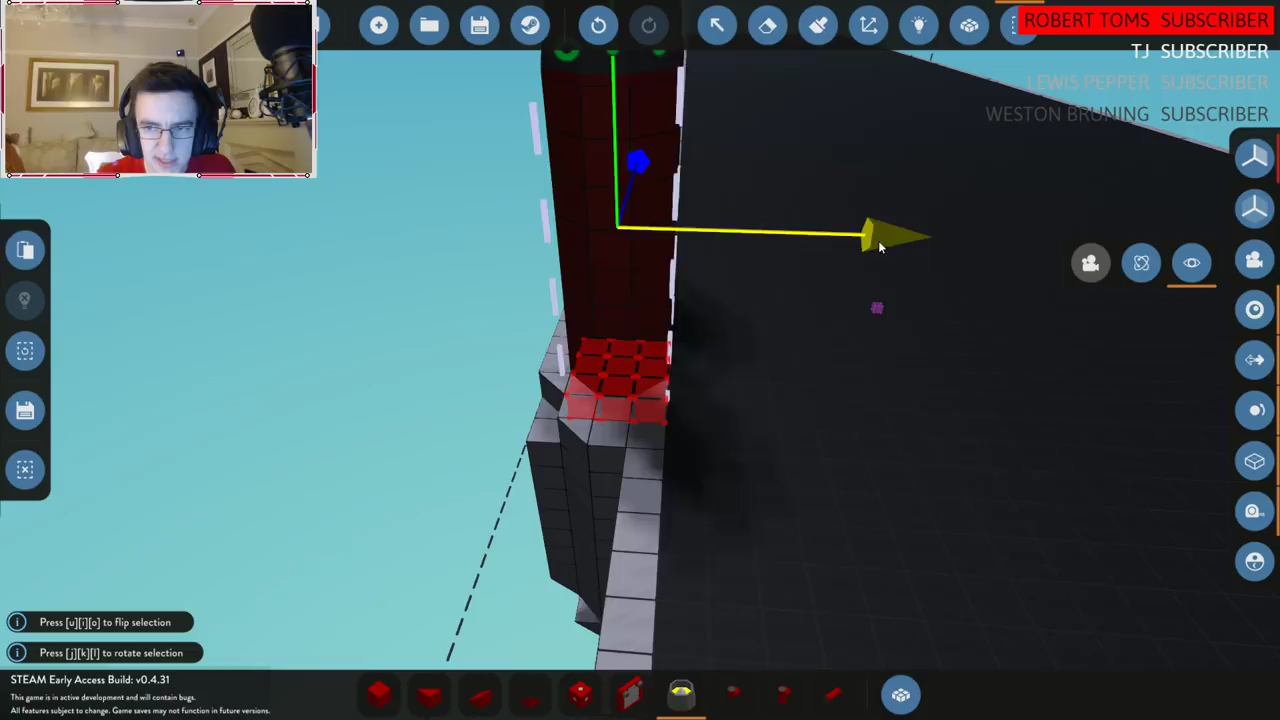 ROBERT TOMS SUBSCRIBER
TJ SUBSCRIBER
LEWIS PEPPER SUBSCRIBER
WESTON BRUNING SUBSCRIBER
Press [u][i][o] to flip selection
Press [j][k][l] to rotate selection
STEAM Early Access Build: v0.4.31
This game is in active development and will contain bugs.
All features subject to change. Game saves may not function in future versions.